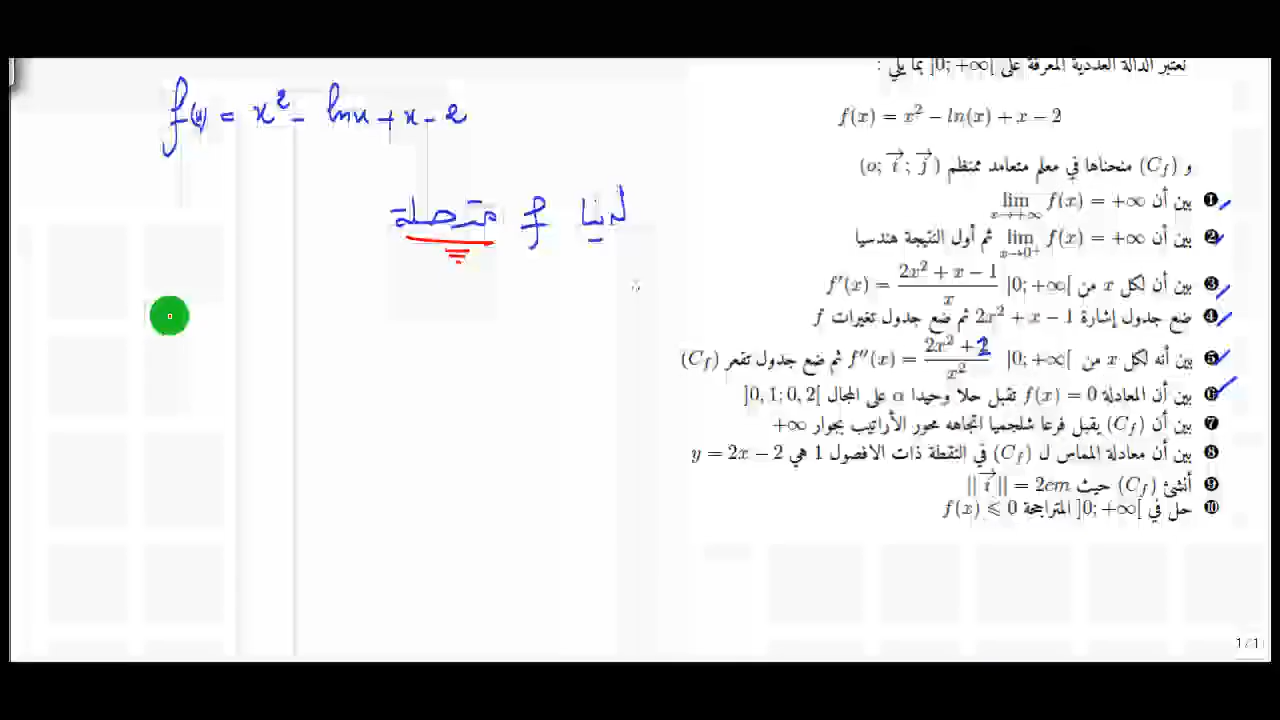 f(x) = x² - lnx + x - 2
لدينا f متصلة
نعتبر الدالة العددية المعرفة على ]0; +∞[ بما يلي :
f(x) = x² − ln(x) + x − 2
و (C_f) منحناها في معلم متعامد ممنظم (o; i⃗ ; j⃗)
❶ بين أن lim_{x→+∞} f(x) = +∞
❷ بين أن lim_{x→0⁺} f(x) = +∞ ثم أول النتيجة هندسيا
❸ بين أن لكل x من ]0; +∞[ f′(x) = (2x² + x − 1)/x
❹ ضع جدول إشارة 2x² + x − 1 ثم ضع جدول تغيرات f
❺ بين أنه لكل x من ]0; +∞[ f″(x) = (2x² + 2)/x² ثم ضع جدول تقعر (C_f)
❻ بين أن المعادلة f(x) = 0 تقبل حلا وحيدا α على المجال ]0,1; 0,2[
❼ بين أن (C_f) يقبل فرعا شلجميا اتجاهه محور الأراتيب بجوار +∞
❽ بين أن معادلة المماس ل (C_f) في النقطة ذات الافصول 1 هي y = 2x − 2
❾ أنشئ (C_f) حيث ||i⃗|| = 2cm
❿ حل في ]0; +∞[ المتراجحة f(x) ⩽ 0
1 / 1